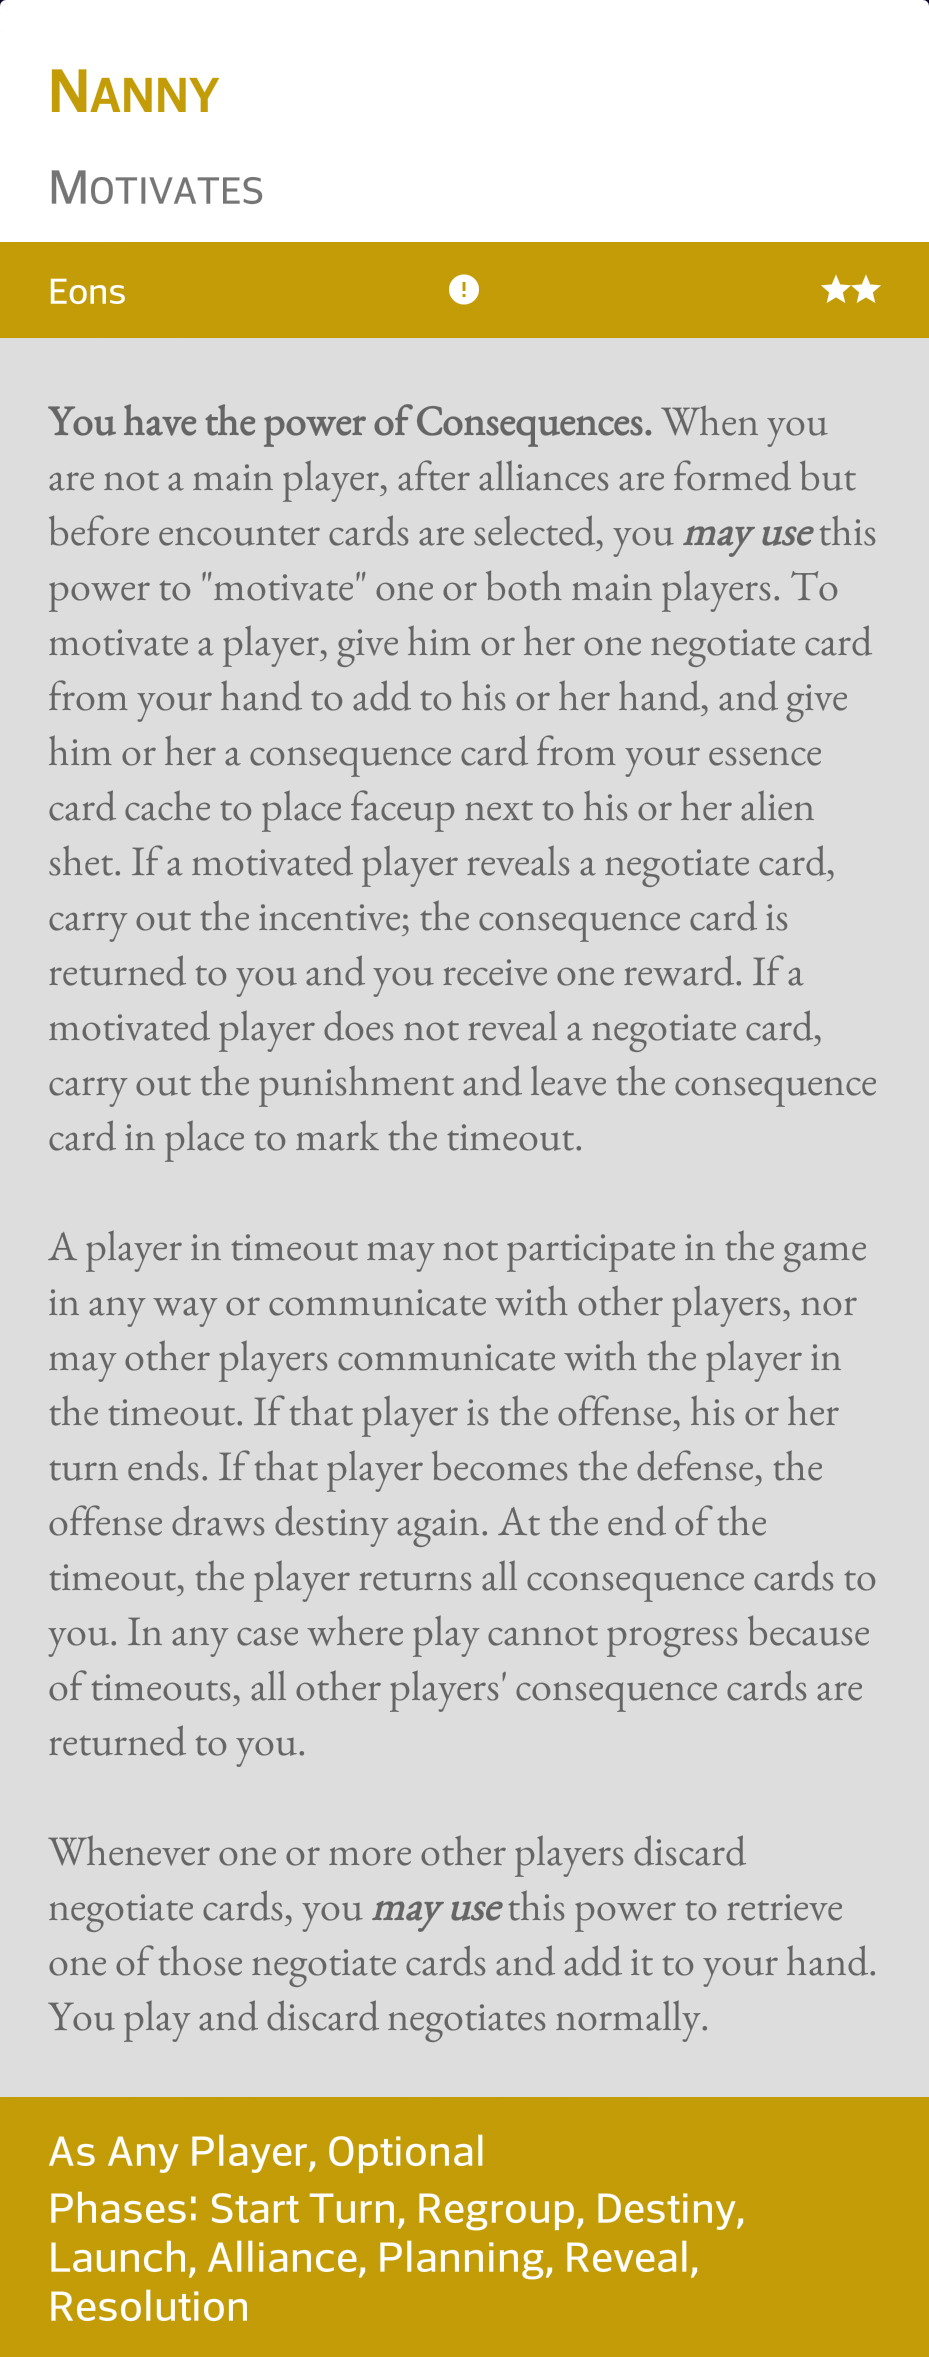 Nanny
Motivates
Eons
You have the power of Consequences. When you
are not a main player, after alliances are formed but
before encounter cards are selected, you may use this
power to "motivate" one or both main players. To
motivate a player, give him or her one negotiate card
from your hand to add to his or her hand, and give
him or her a consequence card from your essence
card cache to place faceup next to his or her alien
shet. If a motivated player reveals a negotiate card,
carry out the incentive; the consequence card is
returned to you and you receive one reward. If a
motivated player does not reveal a negotiate card,
carry out the punishment and leave the consequence
card in place to mark the timeout.
A player in timeout may not participate in the game
in any way or communicate with other players, nor
may other players communicate with the player in
the timeout. If that player is the offense, his or her
turn ends. If that player becomes the defense, the
offense draws destiny again. At the end of the
timeout, the player returns all cconsequence cards to
you. In any case where play cannot progress because
of timeouts, all other players' consequence cards are
returned to you.
Whenever one or more other players discard
negotiate cards, you may use this power to retrieve
one of those negotiate cards and add it to your hand.
You play and discard negotiates normally.
As Any Player, Optional
Phases: Start Turn, Regroup, Destiny,
Launch, Alliance, Planning, Reveal,
Resolution